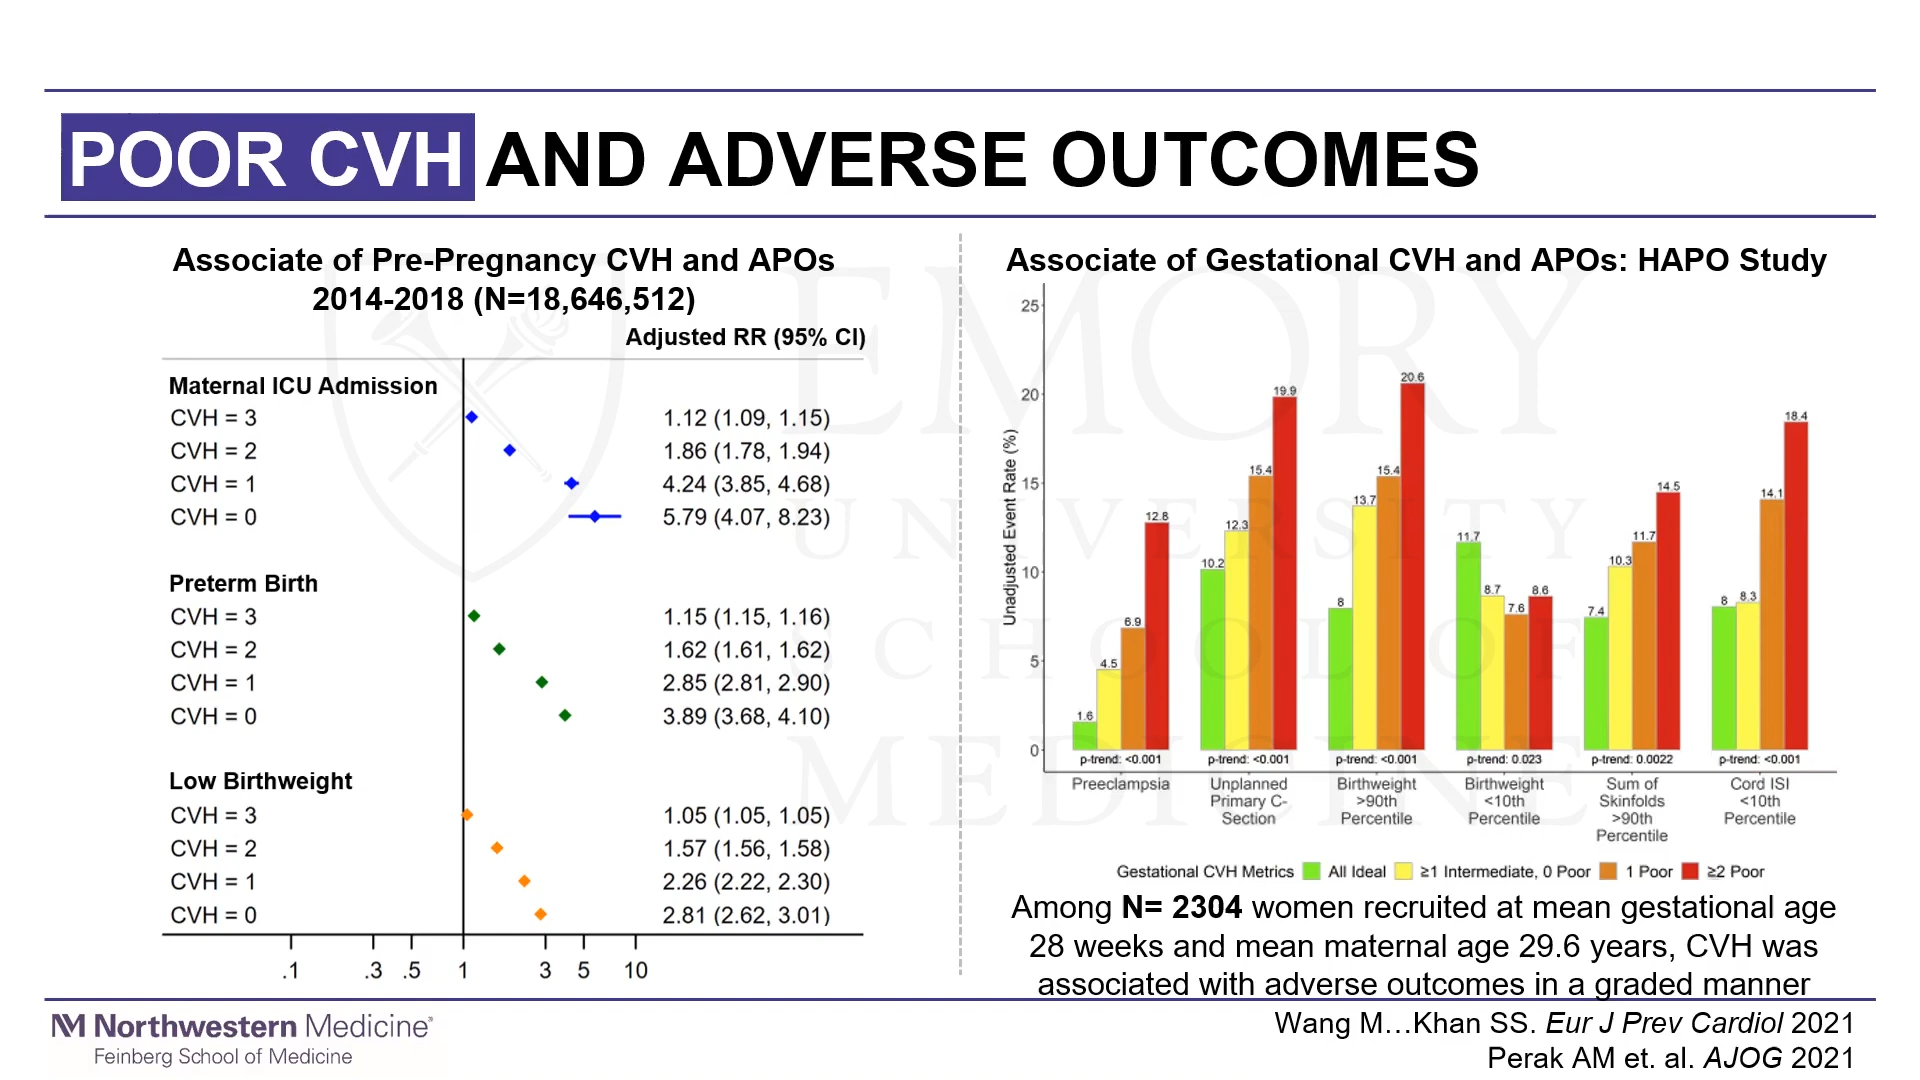 POOR CVH AND ADVERSE OUTCOMES
Associate of Pre-Pregnancy CVH and APOs
2014-2018 (N=18,646,512)
Adjusted RR (95% CI)
Maternal ICU Admission
CVH = 3 1.12 (1.09, 1.15)
CVH = 2 1.86 (1.78, 1.94)
CVH = 1 4.24 (3.85, 4.68)
CVH = 0 5.79 (4.07, 8.23)
Preterm Birth
CVH = 3 1.15 (1.15, 1.16)
CVH = 2 1.62 (1.61, 1.62)
CVH = 1 2.85 (2.81, 2.90)
CVH = 0 3.89 (3.68, 4.10)
Low Birthweight
CVH = 3 1.05 (1.05, 1.05)
CVH = 2 1.57 (1.56, 1.58)
CVH = 1 2.26 (2.22, 2.30)
CVH = 0 2.81 (2.62, 3.01)
.1 .3 .5 1 3 5 10
Associate of Gestational CVH and APOs: HAPO Study
Unadjusted Event Rate (%)
25
20
15
10
5
0
1.6 4.5 6.9 12.8
10.2 12.3 15.4 19.9
8 13.7 15.4 20.6
11.7 8.7 7.6 8.6
7.4 10.3 11.7 14.5
8 8.3 14.1 18.4
p-trend: <0.001 p-trend: <0.001 p-trend: <0.001 p-trend: 0.023 p-trend: 0.0022 p-trend: <0.001
Preeclampsia
Unplanned
Primary C-
Section
Birthweight
>90th
Percentile
Birthweight
<10th
Percentile
Sum of
Skinfolds
>90th
Percentile
Cord ISI
<10th
Percentile
Gestational CVH Metrics All Ideal ≥1 Intermediate, 0 Poor 1 Poor ≥2 Poor
Among N= 2304 women recruited at mean gestational age
28 weeks and mean maternal age 29.6 years, CVH was
associated with adverse outcomes in a graded manner
Northwestern Medicine®
Feinberg School of Medicine
Wang M…Khan SS. Eur J Prev Cardiol 2021
Perak AM et. al. AJOG 2021
EMORY
UNIVERSITY
SCHOOL OF
MEDICINE